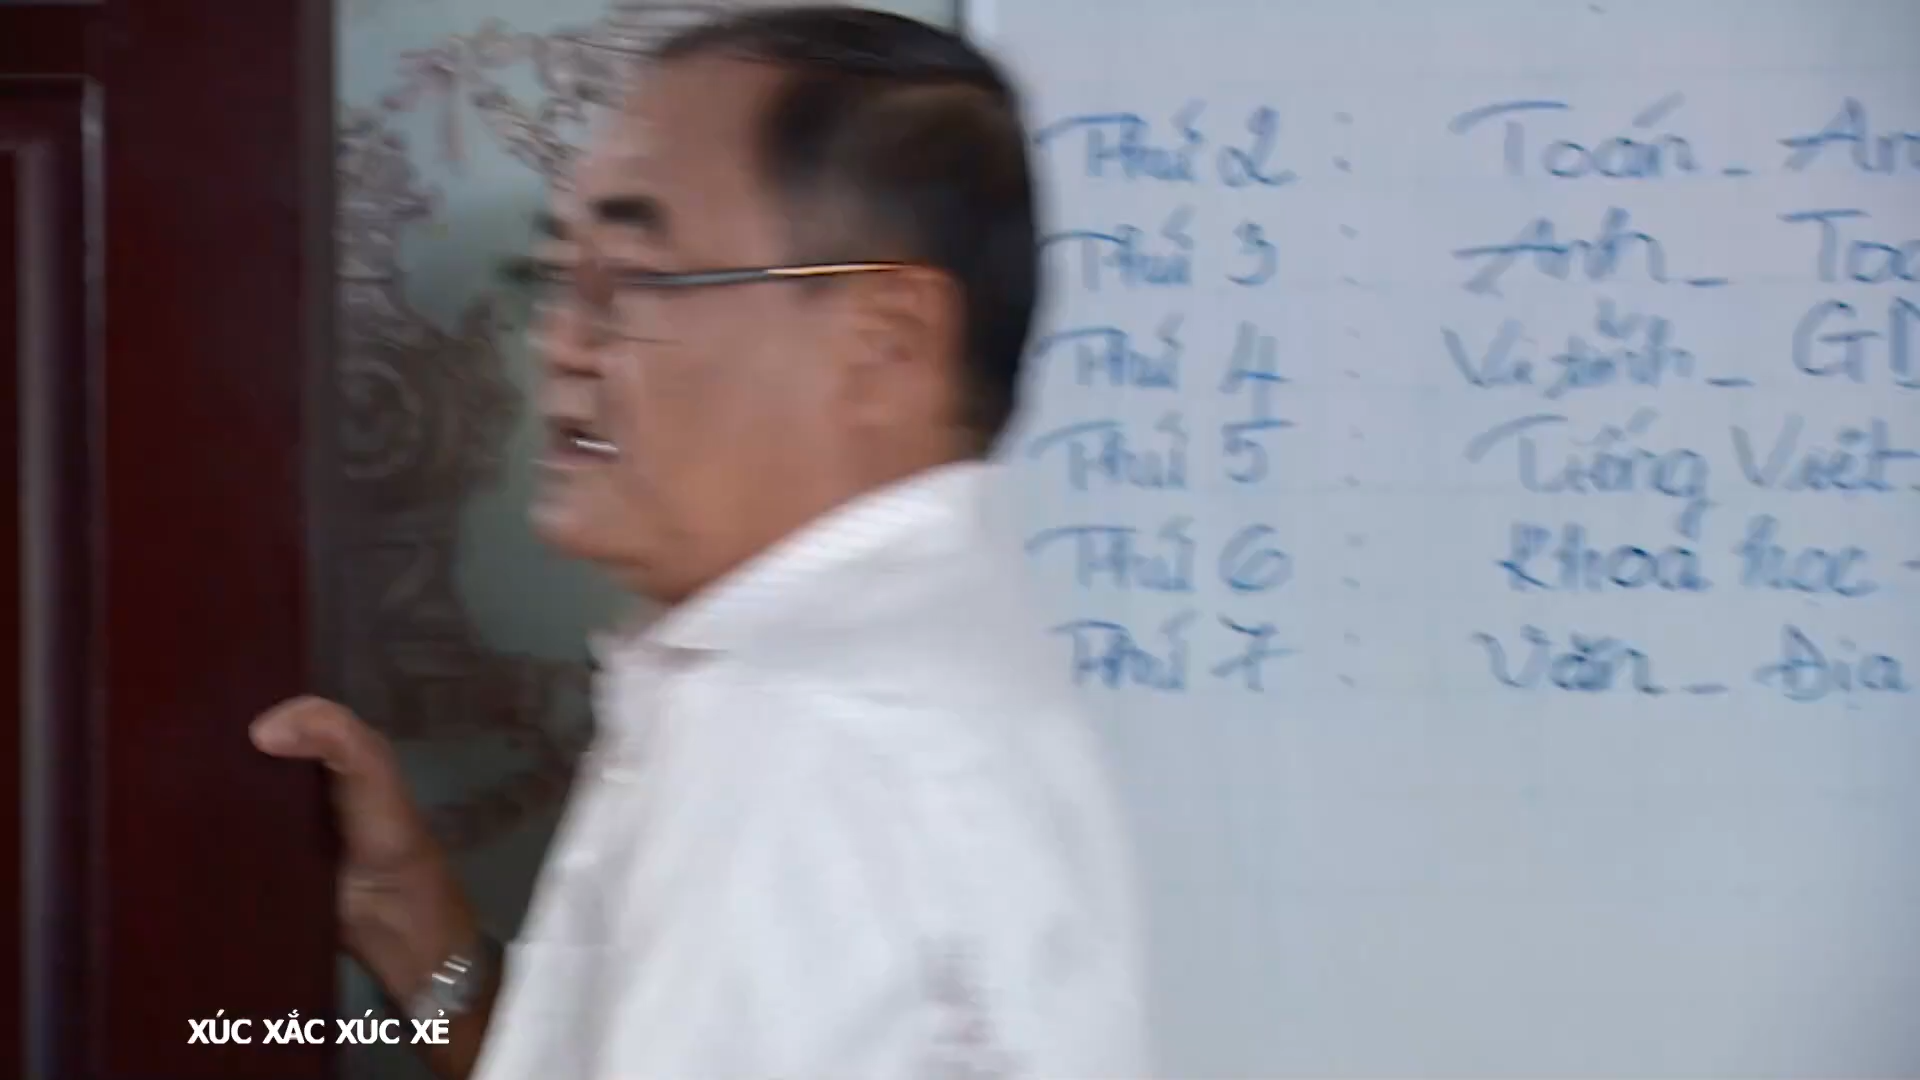 Thứ 2 : Toán - An
Thứ 3 : Anh - Toá
Thứ 4 : Vi tính - GD
Thứ 5 : Tiếng Việt
Thứ 6 : Khoa học -
Thứ 7 : Văn - Địa
XÚC XẮC XÚC XẺ